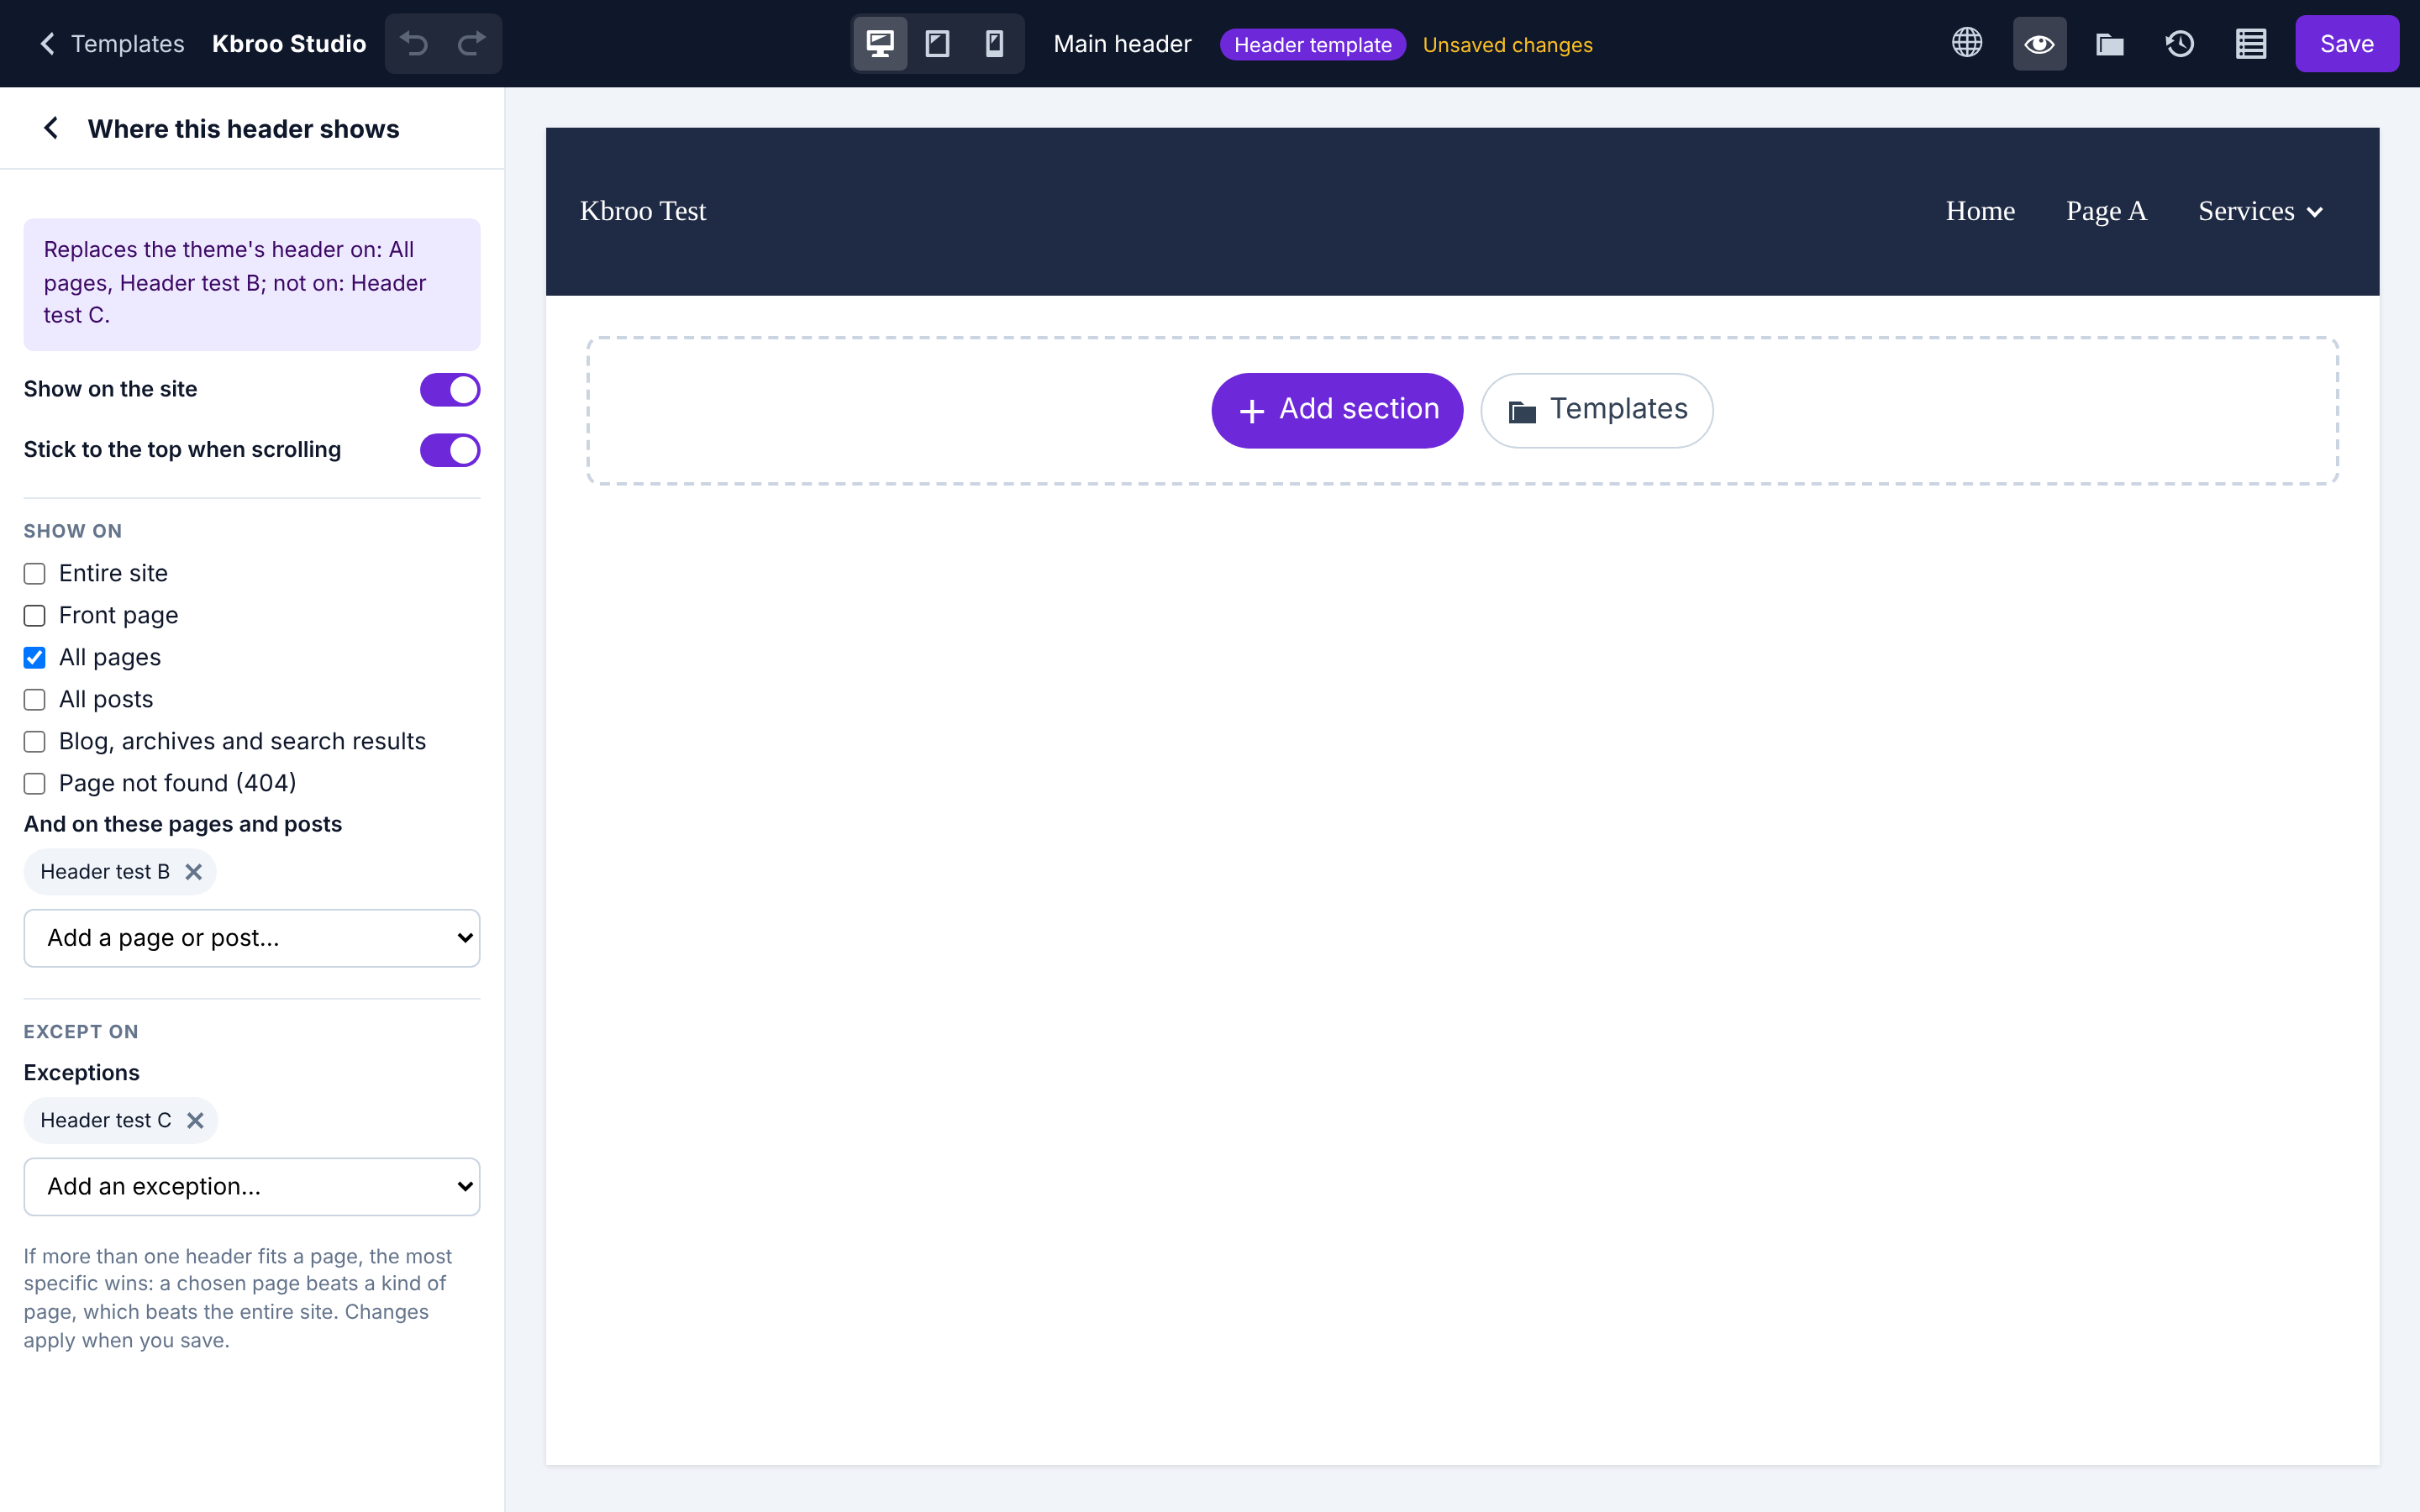 Templates
Kbroo Studio
Main header
Header template
Unsaved changes
Save
Where this header shows
Replaces the theme's header on: All
pages, Header test B; not on: Header
test C.
Show on the site
Stick to the top when scrolling
SHOW ON
Entire site
Front page
All pages
All posts
Blog, archives and search results
Page not found (404)
And on these pages and posts
Header test B
Add a page or post...
EXCEPT ON
Exceptions
Header test C
Add an exception...
If more than one header fits a page, the most
specific wins: a chosen page beats a kind of
page, which beats the entire site. Changes
apply when you save.
Kbroo Test
Home
Page A
Services
Add section
Templates